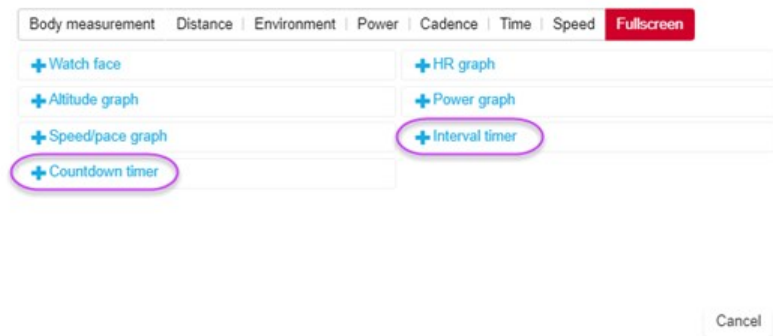 Body measurement Distance Environment Power Cadence Time Speed Fullscreen
Watch face HR graph
Altitude graph Power graph
Speed/pace graph Interval timer
Countdown timer
Cancel